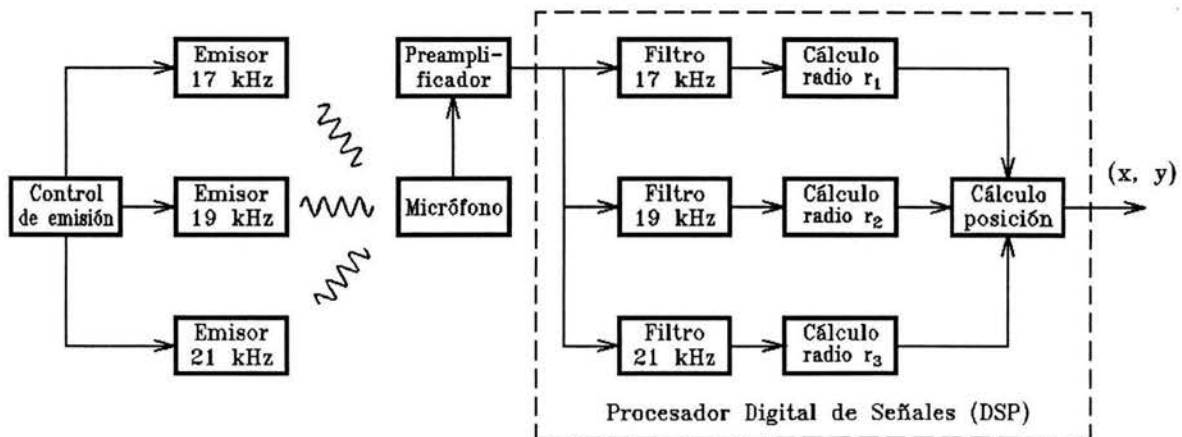 Emisor
17 kHz
Preampli-
ficador
Filtro
17 kHz
Cálculo
radio r₁
Control
de emisión
Emisor
19 kHz
Micrófono
Filtro
19 kHz
Cálculo
radio r₂
Cálculo
posición
(x, y)
Emisor
21 kHz
Filtro
21 kHz
Cálculo
radio r₃
Procesador Digital de Señales (DSP)